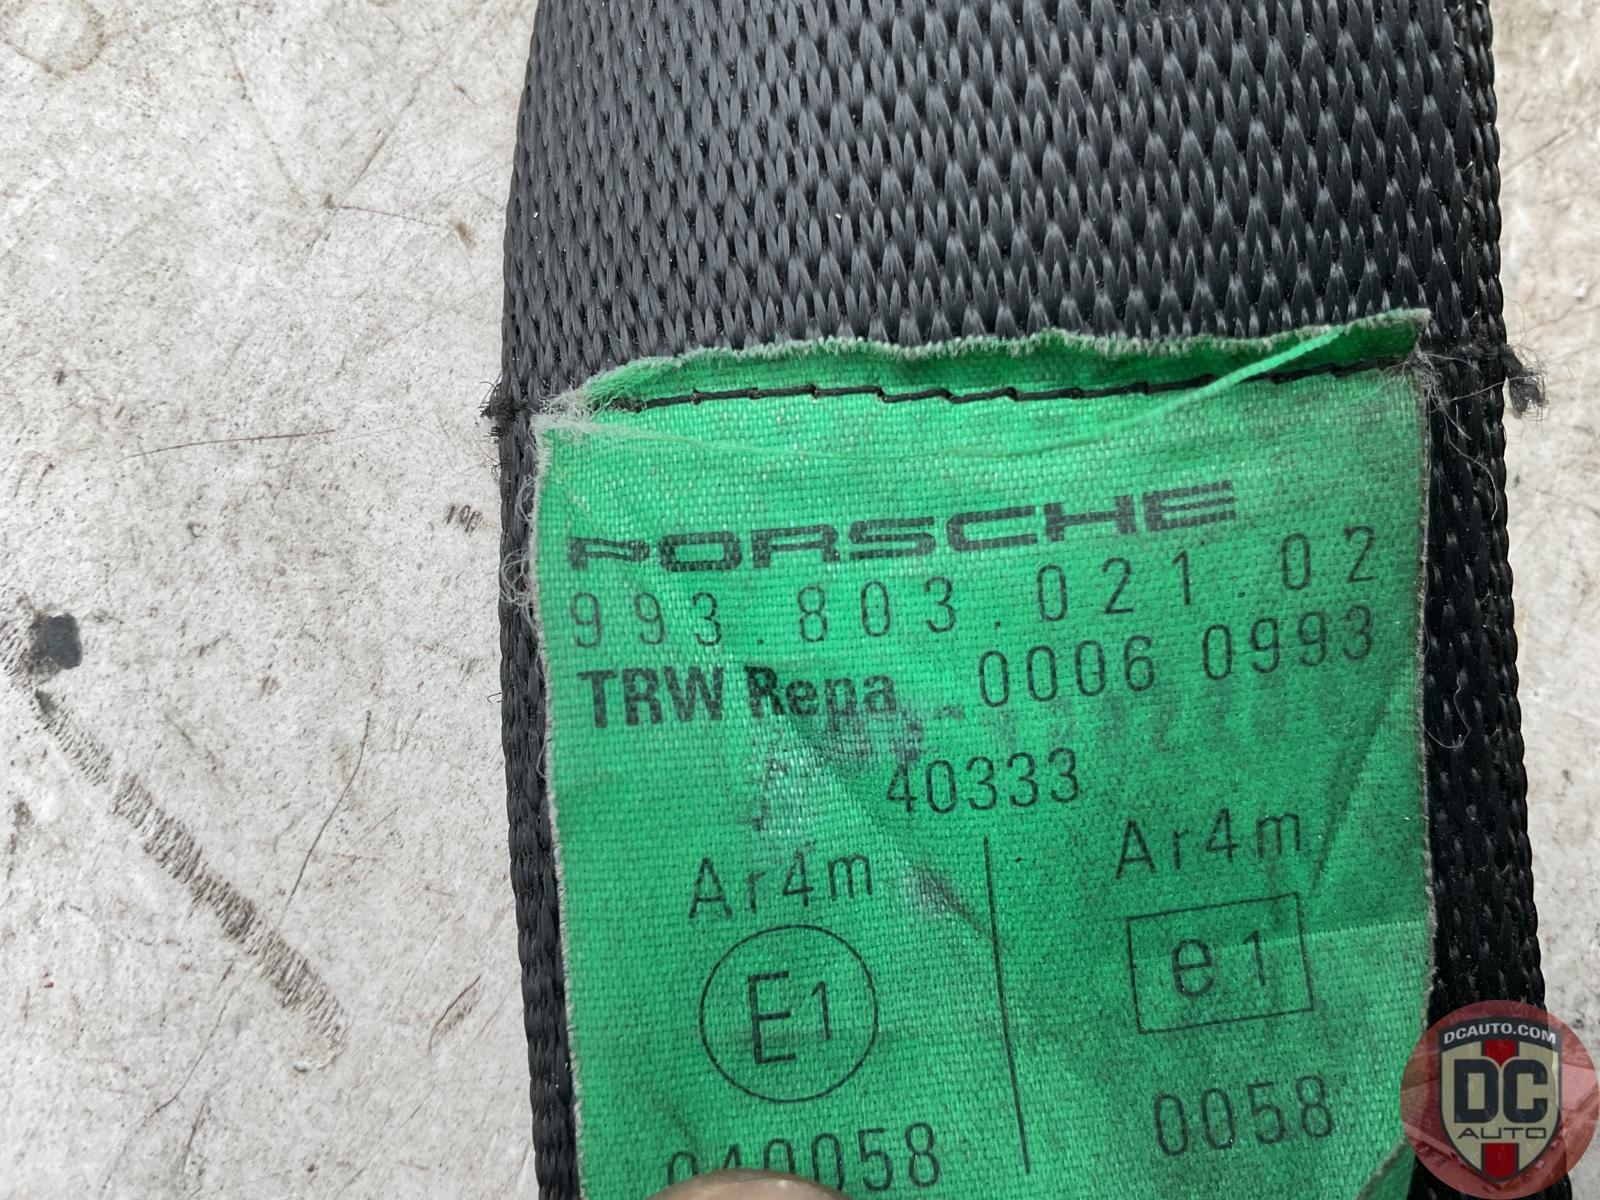 PORSCHE
993.803.021.02
TRW Repa 0006 0993
40333
Ar4m
E1
040058
Ar4m
e1
0058
DCAUTO.COM
DC
AUTO